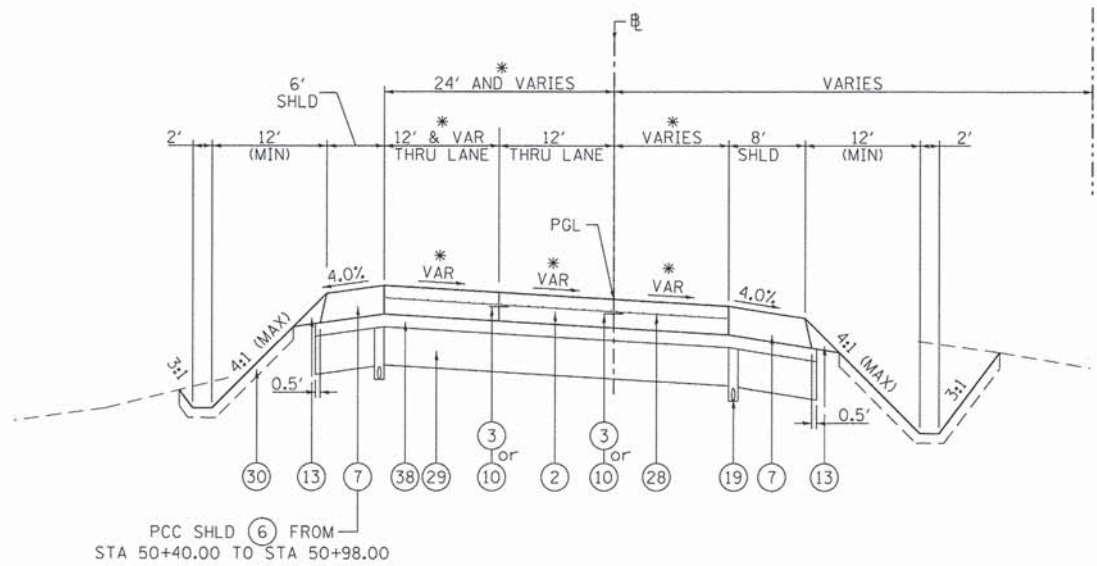 ℄
*
24' AND VARIES
VARIES
6'
SHLD
2'
12'
(MIN)
*
12' & VAR
THRU LANE
12'
THRU LANE
*
VARIES
8'
SHLD
12'
(MIN)
2'
PGL
4.0%
*
VAR
*
VAR
*
VAR
4.0%
3:1
4:1 (MAX)
4:1 (MAX)
3:1
0.5'
0.5'
3
or
10
3
or
10
30
13
7
38
29
2
28
19
7
13
PCC SHLD 6 FROM
STA 50+40.00 TO STA 50+98.00